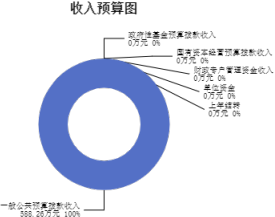 收入预算图
政府性基金预算拨款收入
0万元 0%
国有资本经营预算拨款收入
0万元 0%
财政专户管理资金收入
0万元 0%
单位资金
0万元 0%
上年结转
0万元 0%
一般公共预算拨款收入
588.26万元 100%